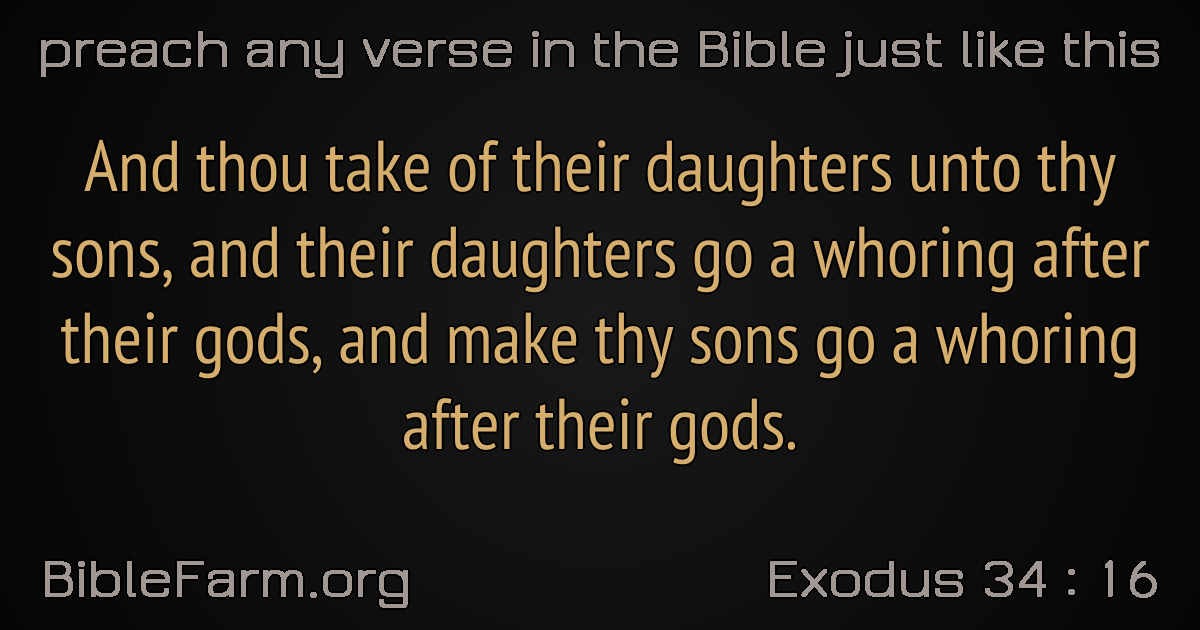 preach any verse in the Bible just like this
And thou take of their daughters unto thy
sons, and their daughters go a whoring after
their gods, and make thy sons go a whoring
after their gods.
BibleFarm.org
Exodus 34 : 16